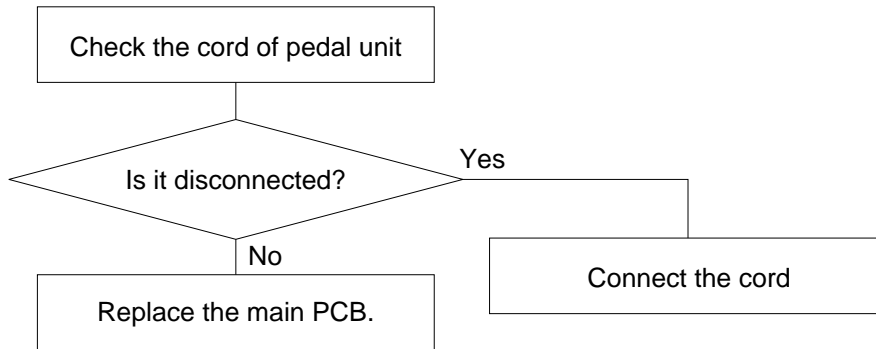 Check the cord of pedal unit
Is it disconnected?
Yes
No
Connect the cord
Replace the main PCB.